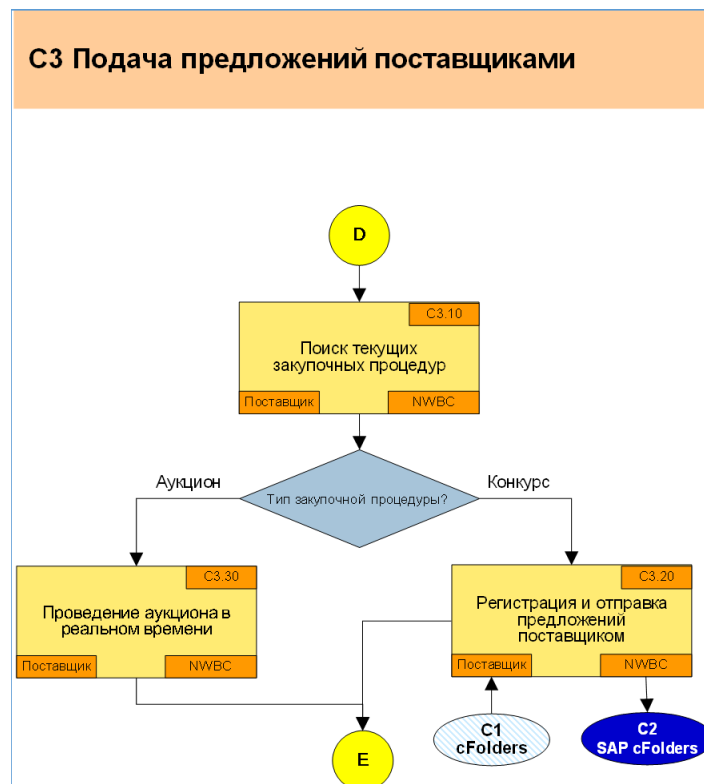 C3 Подача предложений поставщиками
D
C3.10
Поиск текущих
закупочных процедур
Поставщик
NWBC
Аукцион
Тип закупочной процедуры?
Конкурс
C3.30
Проведение аукциона в
реальном времени
Поставщик
NWBC
C3.20
Регистрация и отправка
предложений
поставщиком
Поставщик
NWBC
E
C1
cFolders
C2
SAP cFolders